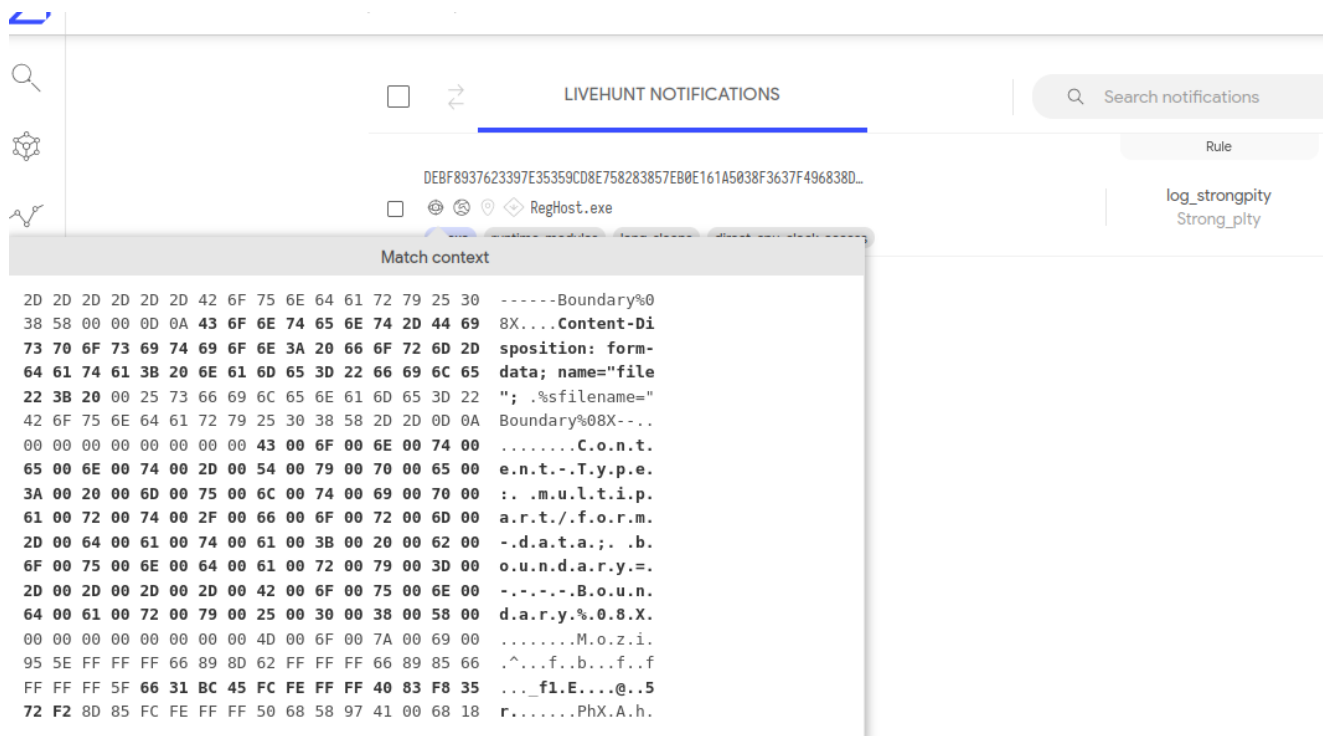 LIVEHUNT NOTIFICATIONS
Search notifications
Rule
DEBF8937623397E35359CD8E758283857EB0E161A5038F3637F496838D…
RegHost.exe
log_strongpity
Strong_plty
Match context
2D 2D 2D 2D 2D 2D 42 6F 75 6E 64 61 72 79 25 30 ------Boundary%0
38 58 00 00 0D 0A 43 6F 6E 74 65 6E 74 2D 44 69 8X....Content-Di
73 70 6F 73 69 74 69 6F 6E 3A 20 66 6F 72 6D 2D sposition: form-
64 61 74 61 3B 20 6E 61 6D 65 3D 22 66 69 6C 65 data; name="file
22 3B 20 00 25 73 66 69 6C 65 6E 61 6D 65 3D 22 "; .%sfilename="
42 6F 75 6E 64 61 72 79 25 30 38 58 2D 2D 0D 0A Boundary%08X--..
00 00 00 00 00 00 00 00 43 00 6F 00 6E 00 74 00 ........C.o.n.t.
65 00 6E 00 74 00 2D 00 54 00 79 00 70 00 65 00 e.n.t.-.T.y.p.e.
3A 00 20 00 6D 00 75 00 6C 00 74 00 69 00 70 00 :. .m.u.l.t.i.p.
61 00 72 00 74 00 2F 00 66 00 6F 00 72 00 6D 00 a.r.t./.f.o.r.m.
2D 00 64 00 61 00 74 00 61 00 3B 00 20 00 62 00 -.d.a.t.a.;. .b.
6F 00 75 00 6E 00 64 00 61 00 72 00 79 00 3D 00 o.u.n.d.a.r.y.=.
2D 00 2D 00 2D 00 2D 00 42 00 6F 00 75 00 6E 00 -.-.-.-.B.o.u.n.
64 00 61 00 72 00 79 00 25 00 30 00 38 00 58 00 d.a.r.y.%.0.8.X.
00 00 00 00 00 00 00 00 4D 00 6F 00 7A 00 69 00 ........M.o.z.i.
95 5E FF FF FF 66 89 8D 62 FF FF FF 66 89 85 66 .^...f..b...f..f
FF FF FF 5F 66 31 BC 45 FC FE FF FF 40 83 F8 35 ..._f1.E....@..5
72 F2 8D 85 FC FE FF FF 50 68 58 97 41 00 68 18 r.......PhX.A.h.